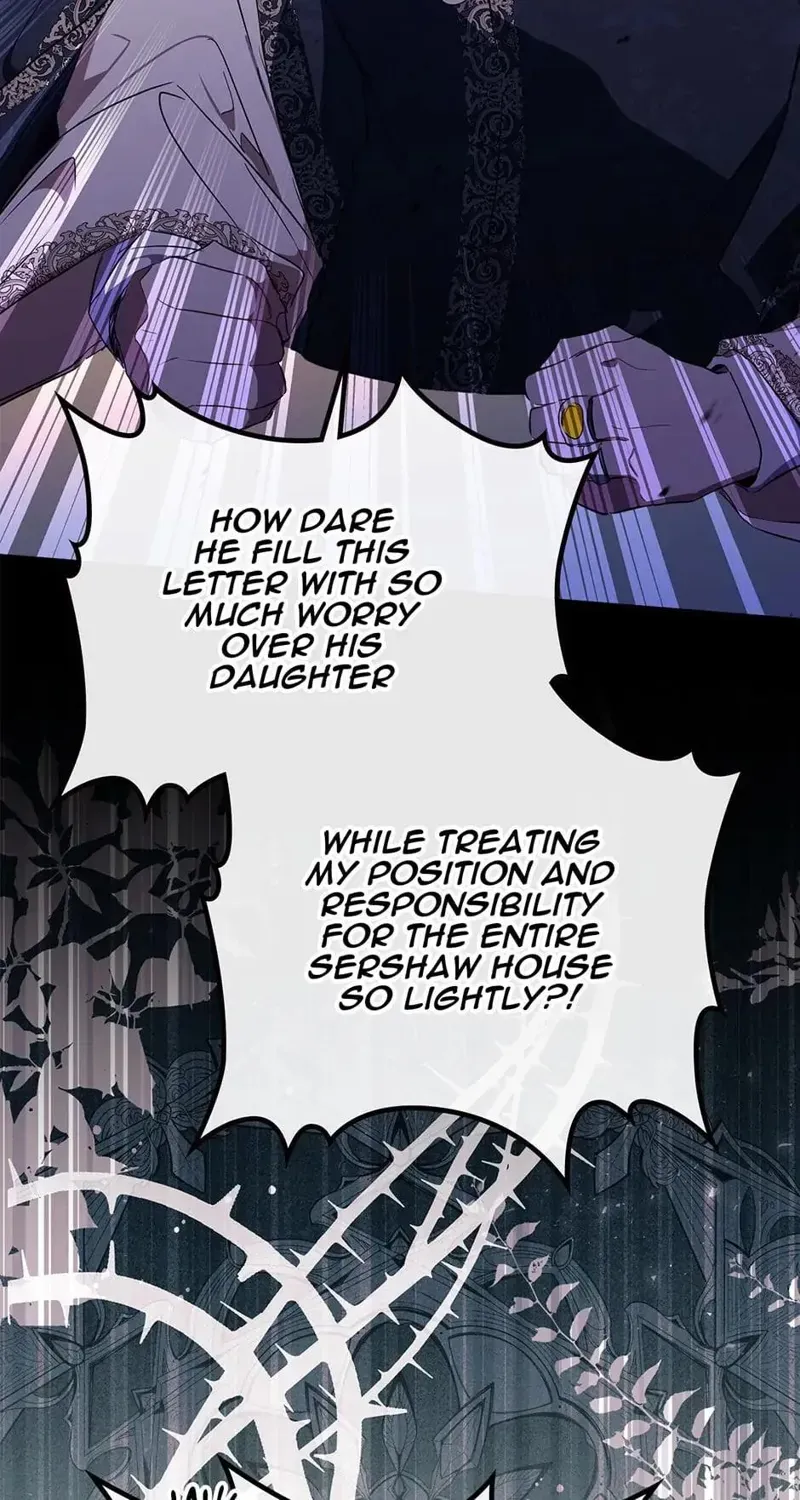 HOW DARE
HE FILL THIS
LETTER WITH SO
MUCH WORRY
OVER HIS
DAUGHTER
WHILE TREATING
MY POSITION AND
RESPONSIBILITY
FOR THE ENTIRE
SERSHAW HOUSE
SO LIGHTLY?!